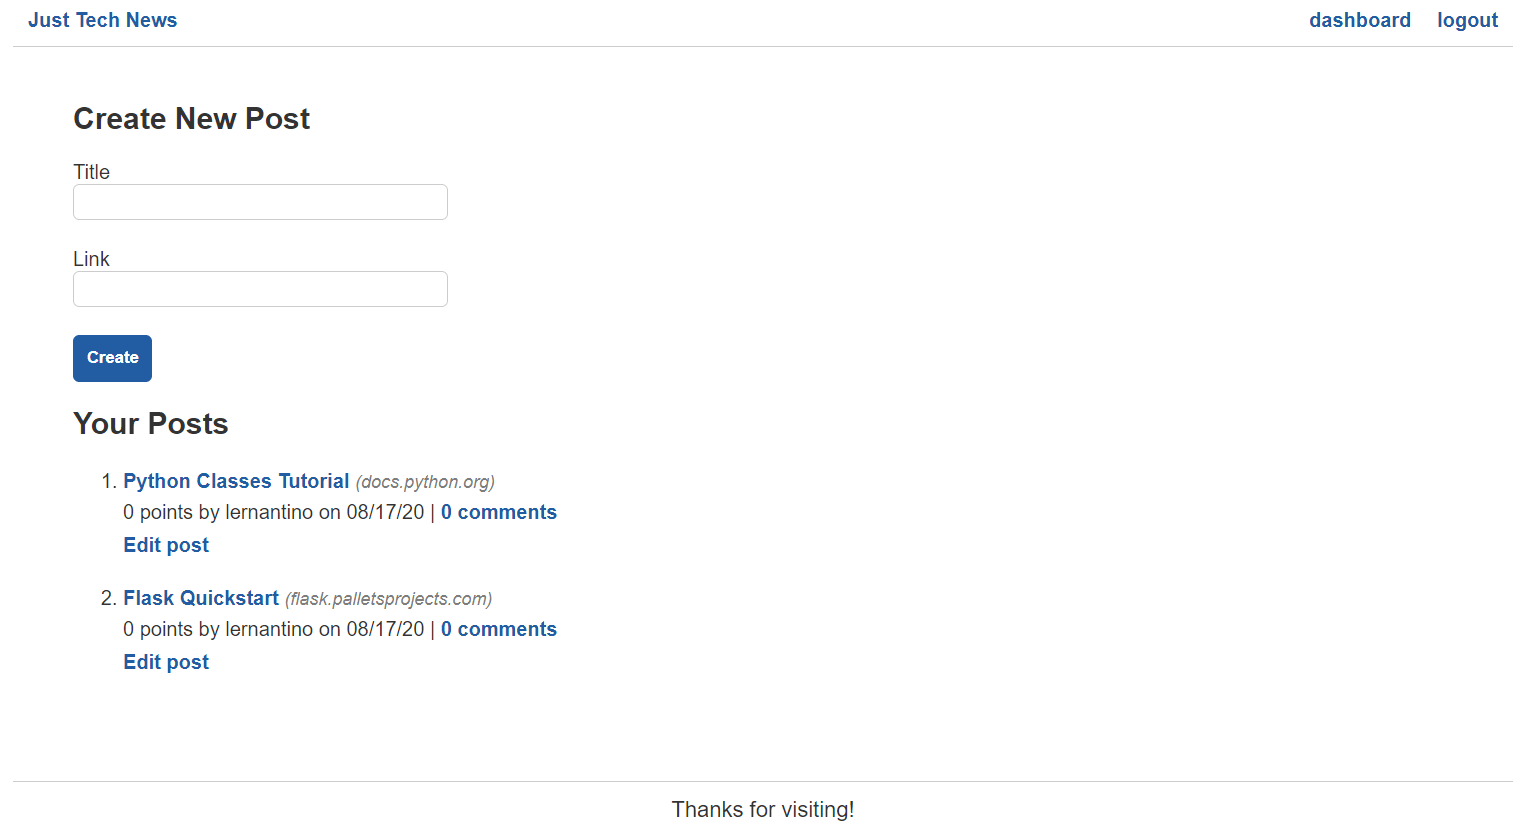 Just Tech News dashboard logout
Create New Post
Title
Link
Create
Your Posts
1. Python Classes Tutorial (docs.python.org)
0 points by lernantino on 08/17/20 | 0 comments
Edit post
2. Flask Quickstart (flask.palletsprojects.com)
0 points by lernantino on 08/17/20 | 0 comments
Edit post
Thanks for visiting!